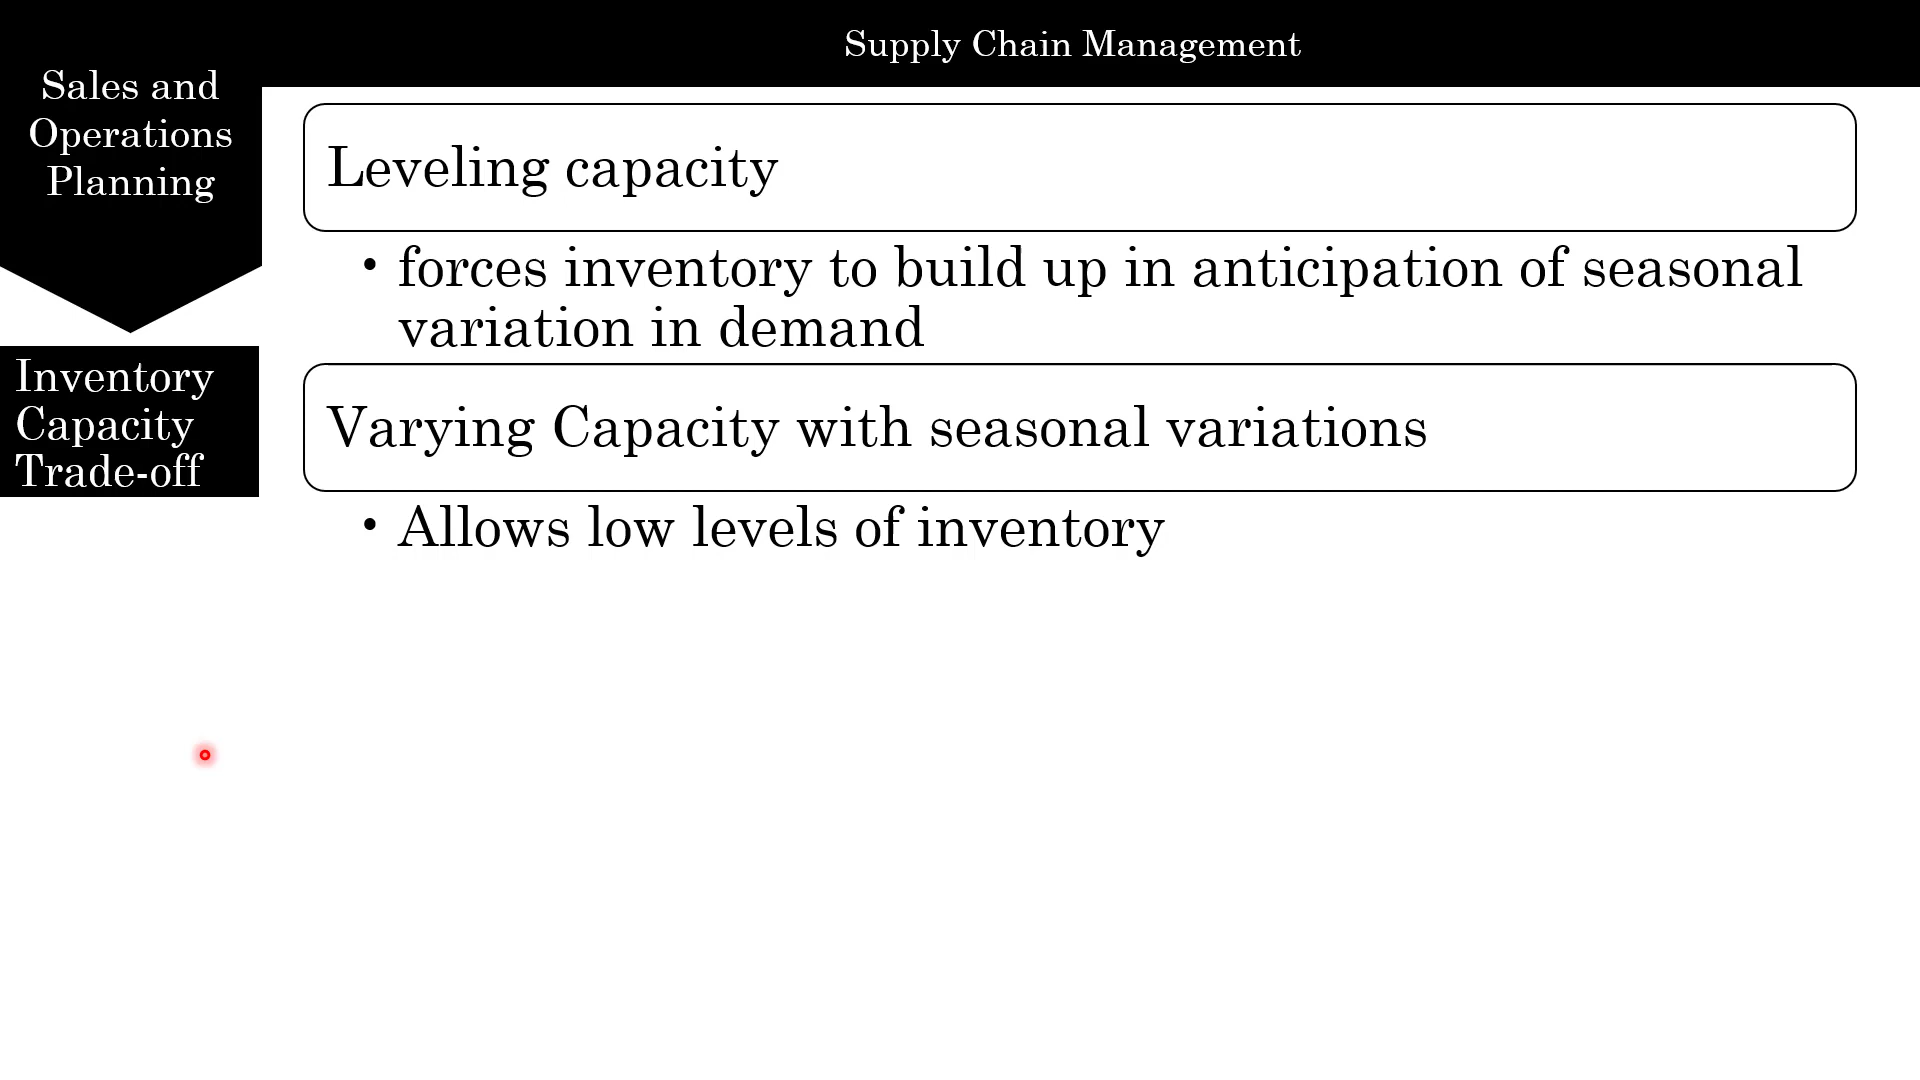 Supply Chain Management
Sales and
Operations
Planning
Inventory
Capacity
Trade-off
Leveling capacity
• forces inventory to build up in anticipation of seasonal
variation in demand
Varying Capacity with seasonal variations
• Allows low levels of inventory